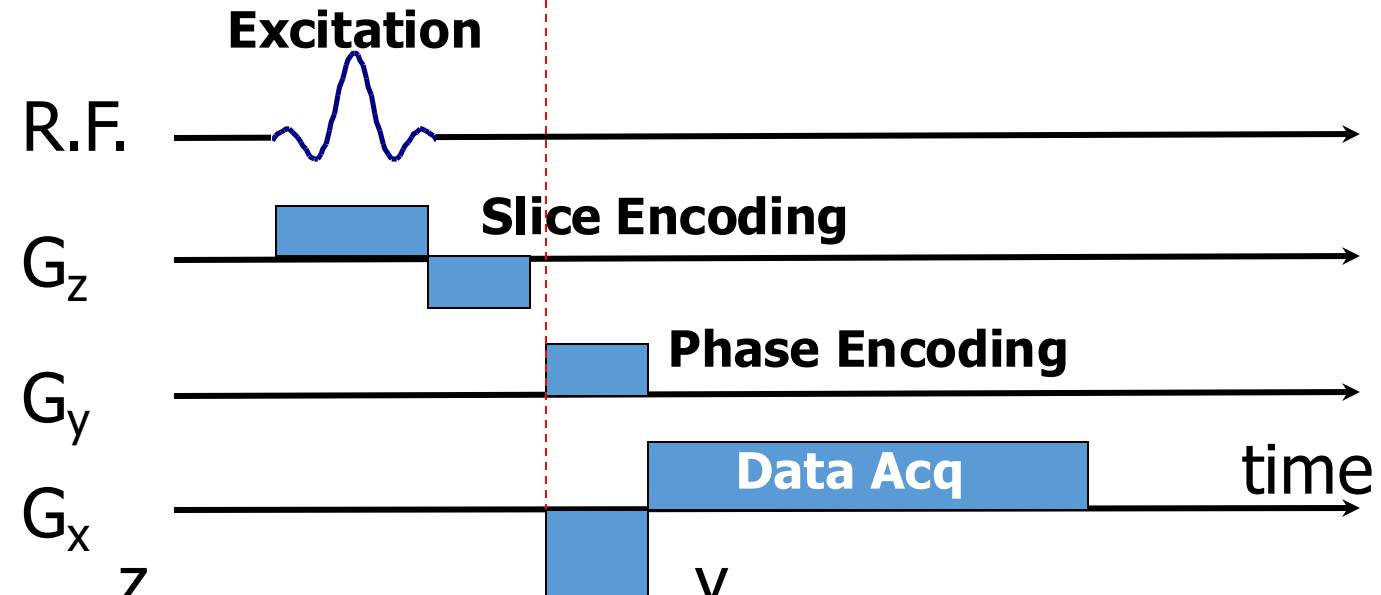 Excitation
R.F.
Slice Encoding
Gz
Phase Encoding
Gy
Data Acq
time
Gx
z
y